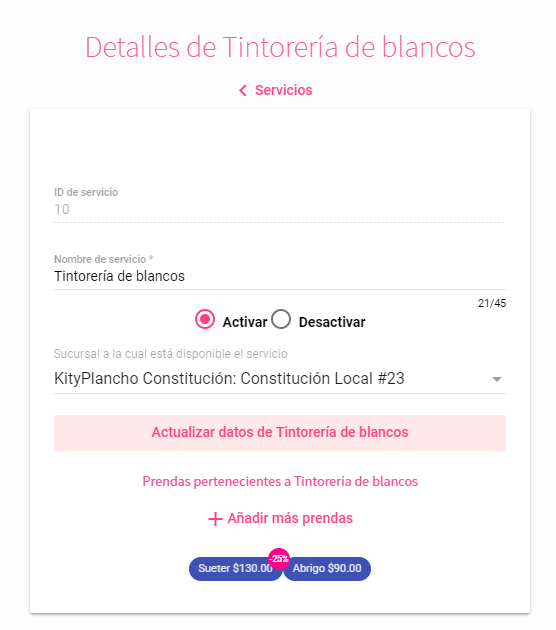 Detalles de Tintorería de blancos
Servicios
ID de servicio
10
Nombre de servicio *
Tintorería de blancos
21/45
Activar Desactivar
Sucursal a la cual está disponible el servicio
KityPlancho Constitución: Constitución Local #23
Actualizar datos de Tintorería de blancos
Prendas pertenecientes a Tintorería de blancos
Añadir más prendas
-25%
Sueter $130.00 Abrigo $90.00